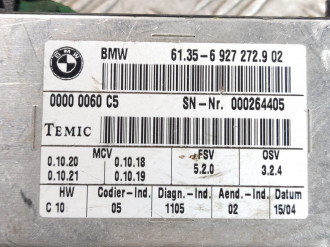 BMW
BMW 61.35-6 927 272.9 02
0000 0060 C5 SN-Nr. 000264405
TEMIC
MCV FSV OSV
0.10.20 0.10.18 5.2.0 3.2.4
0.10.21 0.10.19
HW Codier-Ind. Diagn.-Ind. Aend.-Ind. Datum
C 10 05 1105 02 15/04